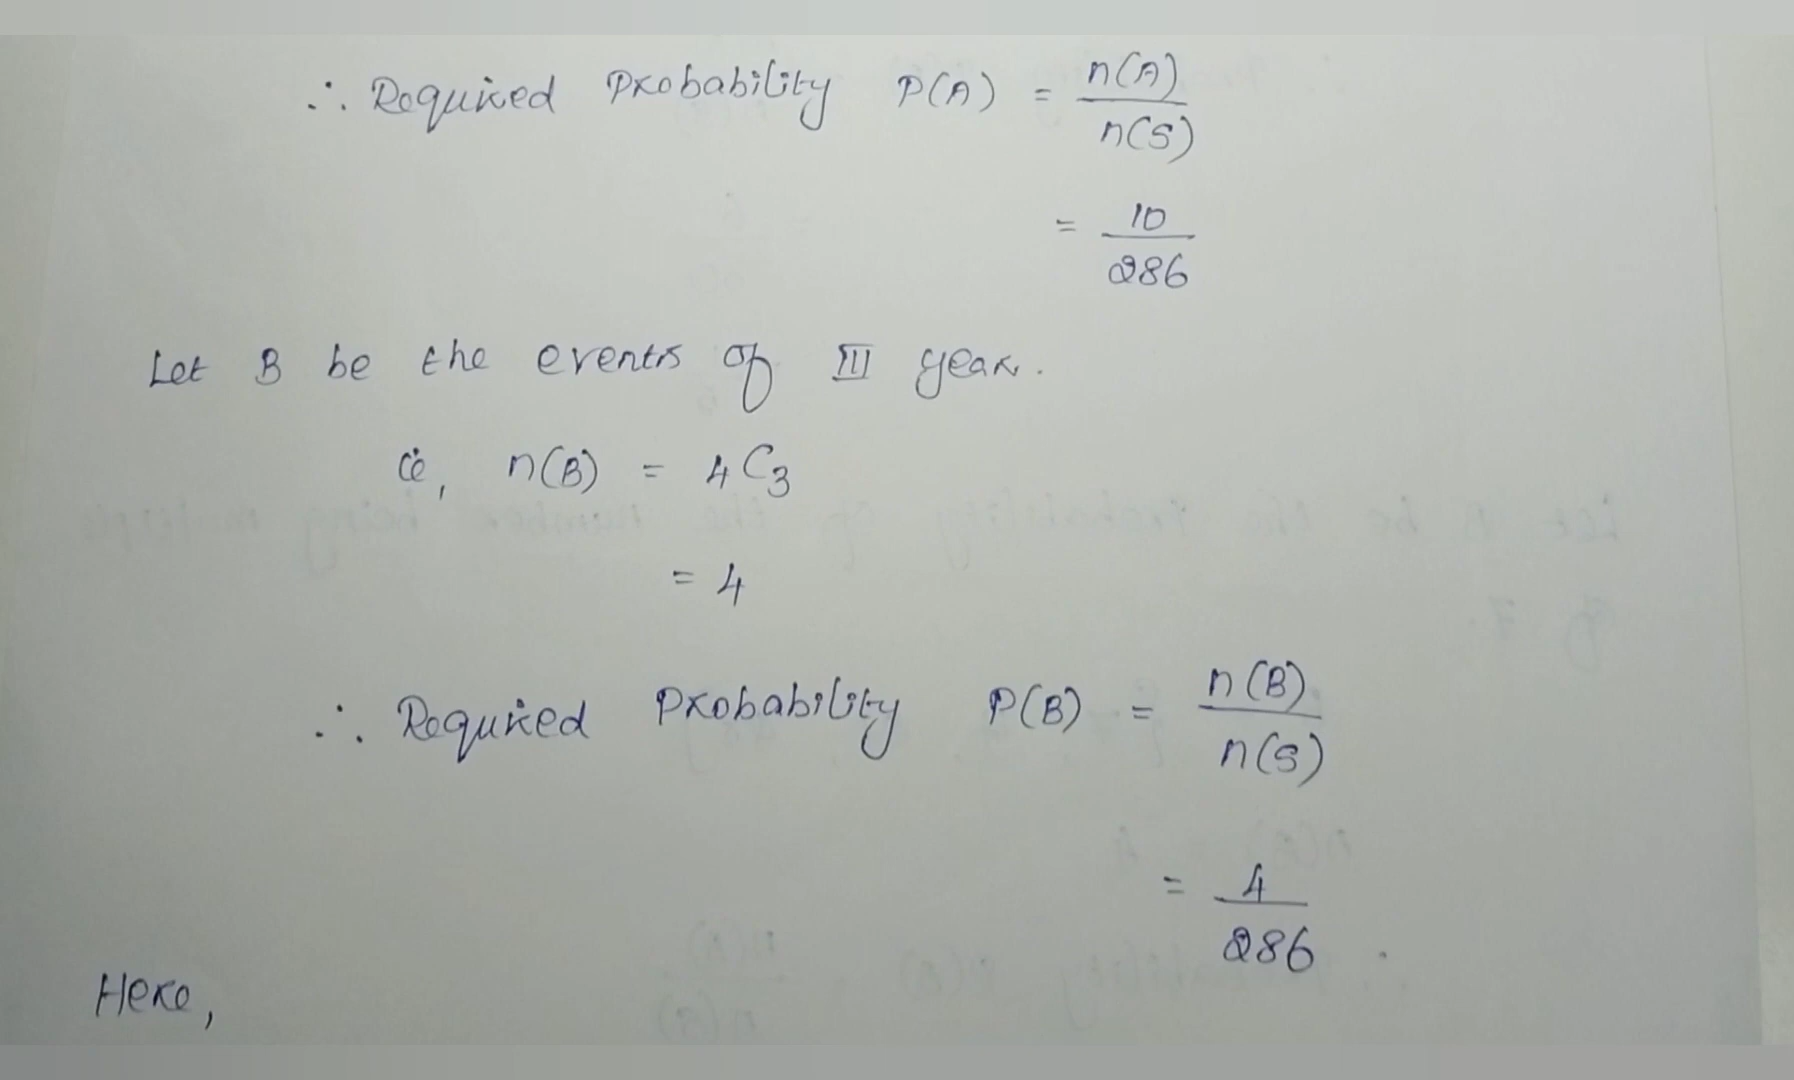 ∴ Required Probability P(A) = n(A) / n(S)
= 10 / 286
Let B be the events of III year.
ie, n(B) = 4C3
= 4
∴ Required Probability P(B) = n(B) / n(S)
= 4 / 286 .
Here,